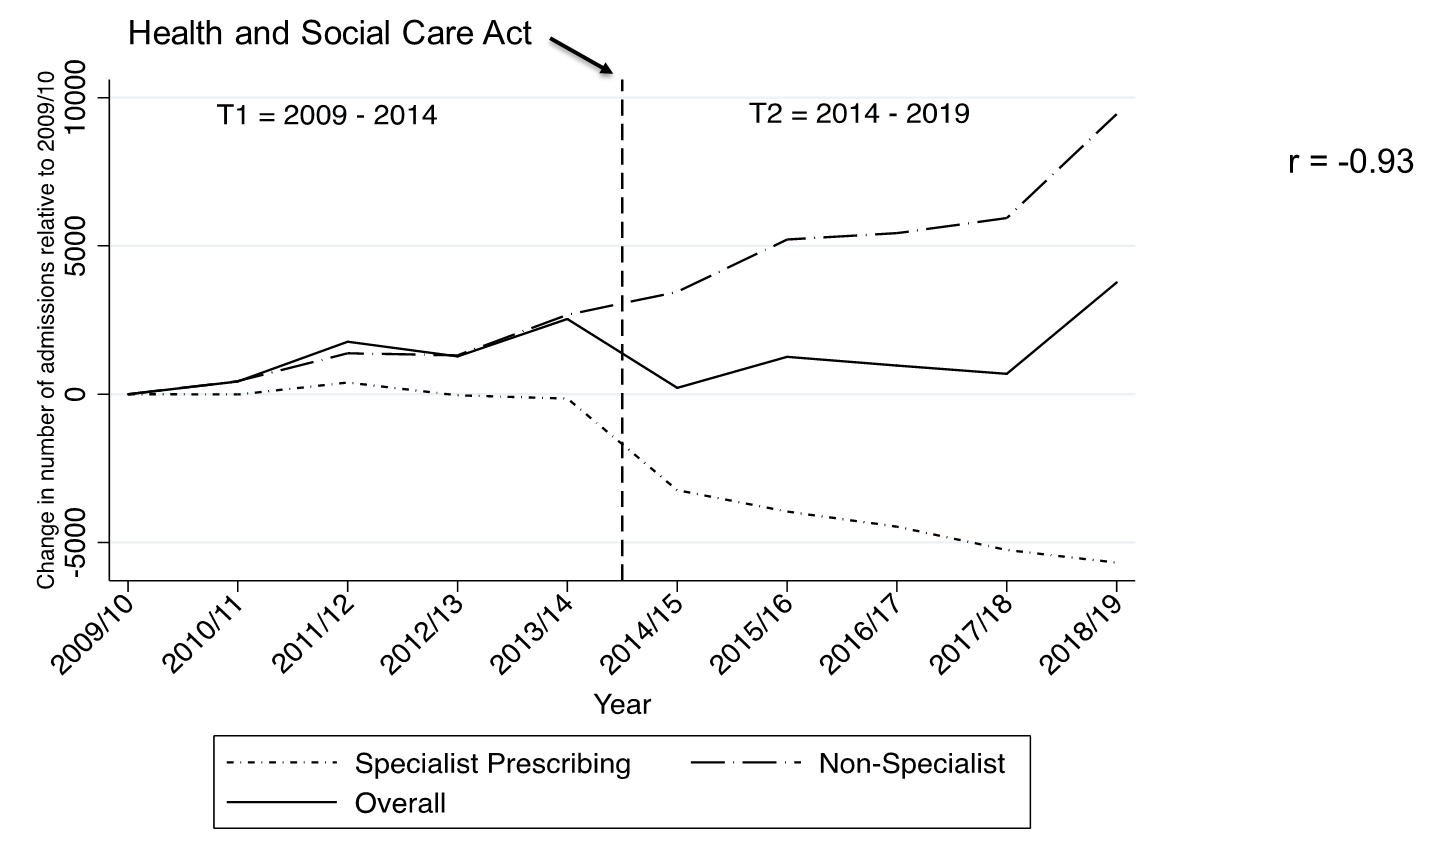 Health and Social Care Act
T1 = 2009 - 2014
T2 = 2014 - 2019
r = -0.93
Change in number of admissions relative to 2009/10
10000
5000
0
-5000
2009/10
2010/11
2011/12
2012/13
2013/14
2014/15
2015/16
2016/17
2017/18
2018/19
Year
Specialist Prescribing
Non-Specialist
Overall